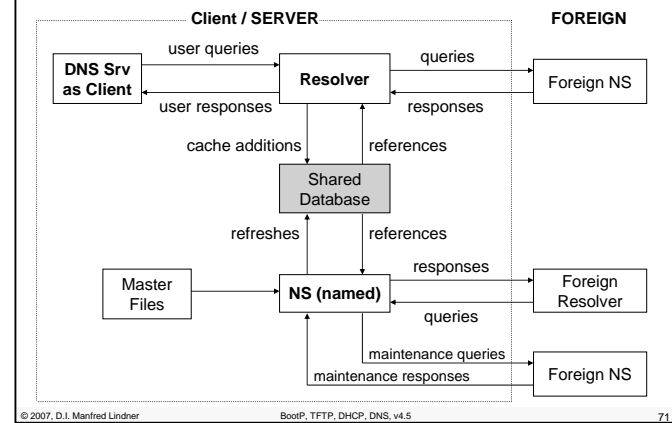 Client / SERVER
FOREIGN
user queries
queries
DNS Srv
as Client
Resolver
Foreign NS
user responses
responses
cache additions
references
Shared
Database
refreshes
references
responses
Master
Files
NS (named)
Foreign
Resolver
queries
maintenance queries
maintenance responses
Foreign NS
© 2007, D.I. Manfred Lindner
BootP, TFTP, DHCP, DNS, v4.5
71